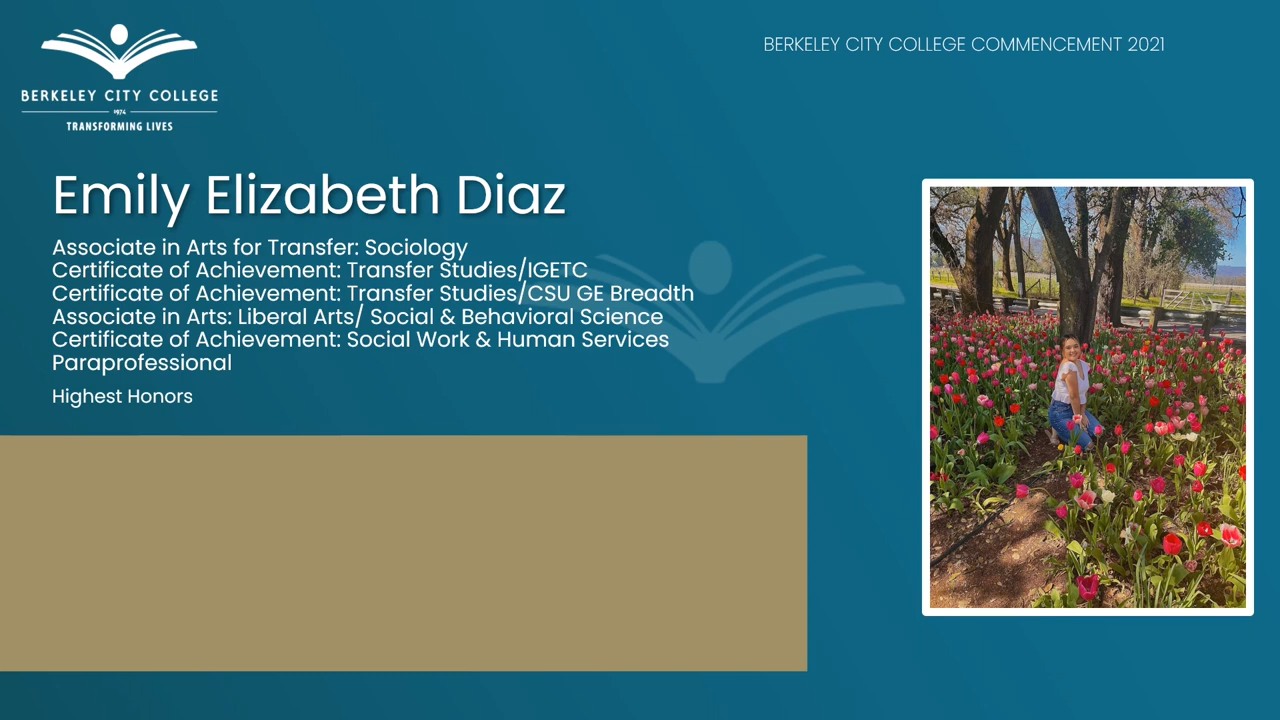 BERKELEY CITY COLLEGE
1974
TRANSFORMING LIVES
BERKELEY CITY COLLEGE COMMENCEMENT 2021
Emily Elizabeth Diaz
Associate in Arts for Transfer: Sociology
Certificate of Achievement: Transfer Studies/IGETC
Certificate of Achievement: Transfer Studies/CSU GE Breadth
Associate in Arts: Liberal Arts/ Social & Behavioral Science
Certificate of Achievement: Social Work & Human Services
Paraprofessional
Highest Honors